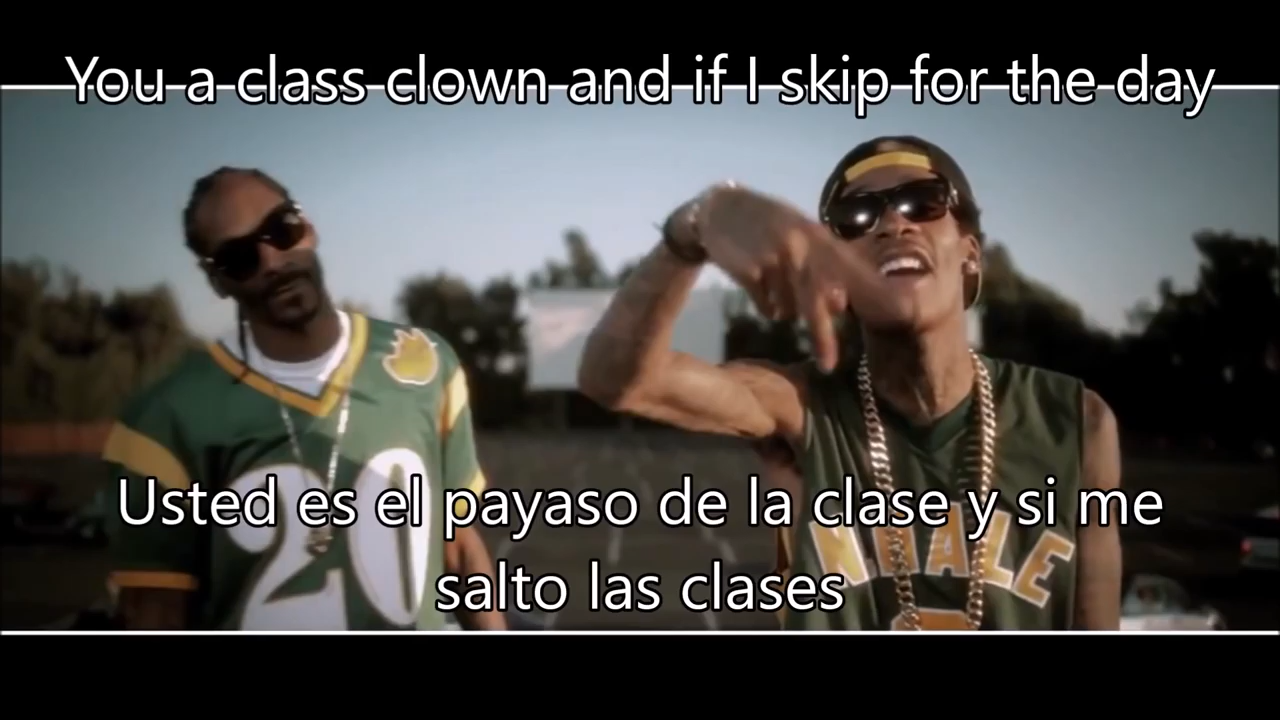 You a class clown and if I skip for the day
20
N.HALE
Usted es el payaso de la clase y si me
salto las clases